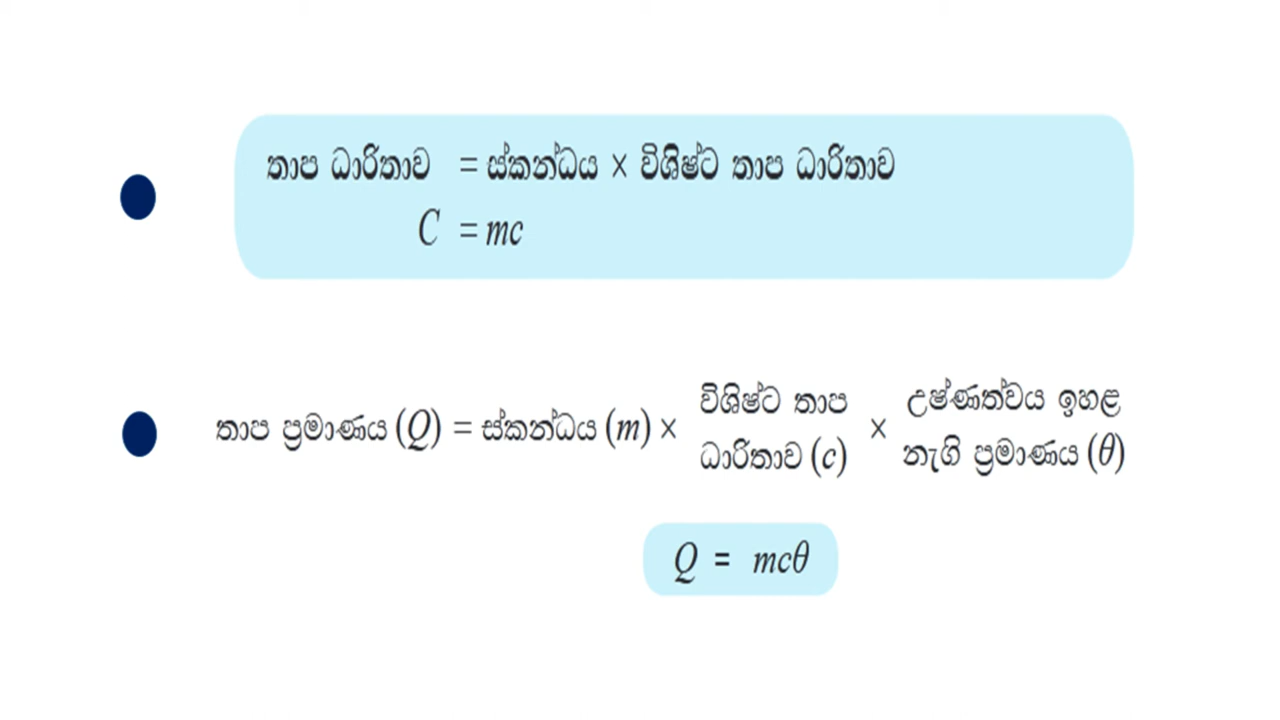 තාප ධාරිතාව = ස්කන්ධය × විශිෂ්ට තාප ධාරිතාව
C = mc
තාප ප්‍රමාණය (Q) = ස්කන්ධය (m) × විශිෂ්ට තාප ධාරිතාව (c) × උෂ්ණත්වය ඉහළ නැගි ප්‍රමාණය (θ)
Q = mcθ